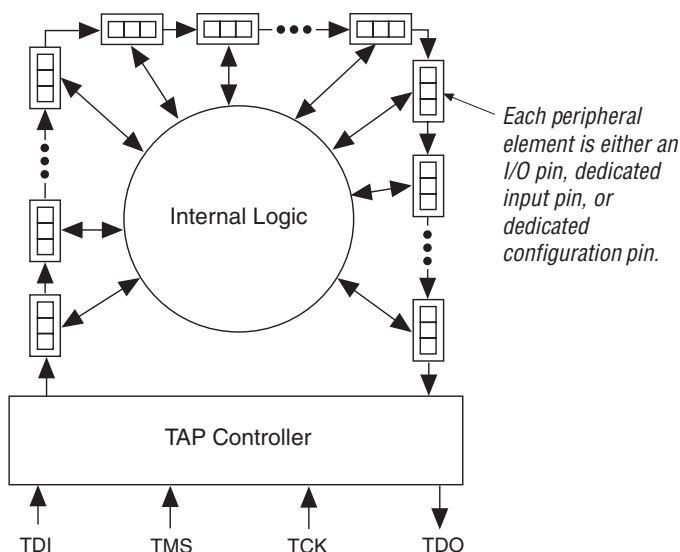 Each peripheral
element is either an
I/O pin, dedicated
input pin, or
dedicated
configuration pin.
Internal Logic
TAP Controller
TDI TMS TCK TDO